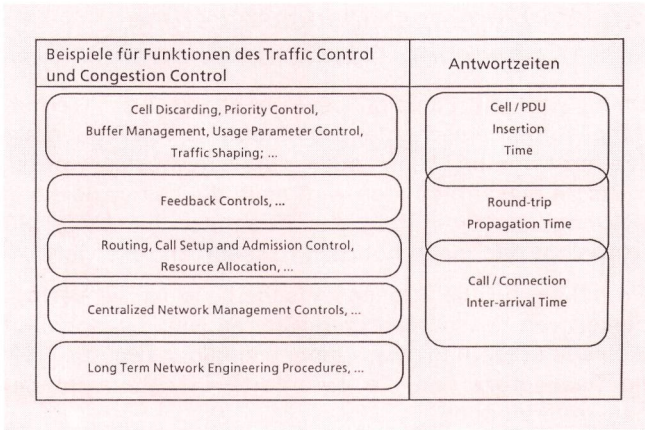 Beispiele für Funktionen des Traffic Control
und Congestion Control
Antwortzeiten
Cell Discarding, Priority Control,
Buffer Management, Usage Parameter Control,
Traffic Shaping; ...
Feedback Controls, ...
Routing, Call Setup and Admission Control,
Resource Allocation, ...
Centralized Network Management Controls, ...
Long Term Network Engineering Procedures, ...
Cell / PDU
Insertion
Time
Round-trip
Propagation Time
Call / Connection
Inter-arrival Time